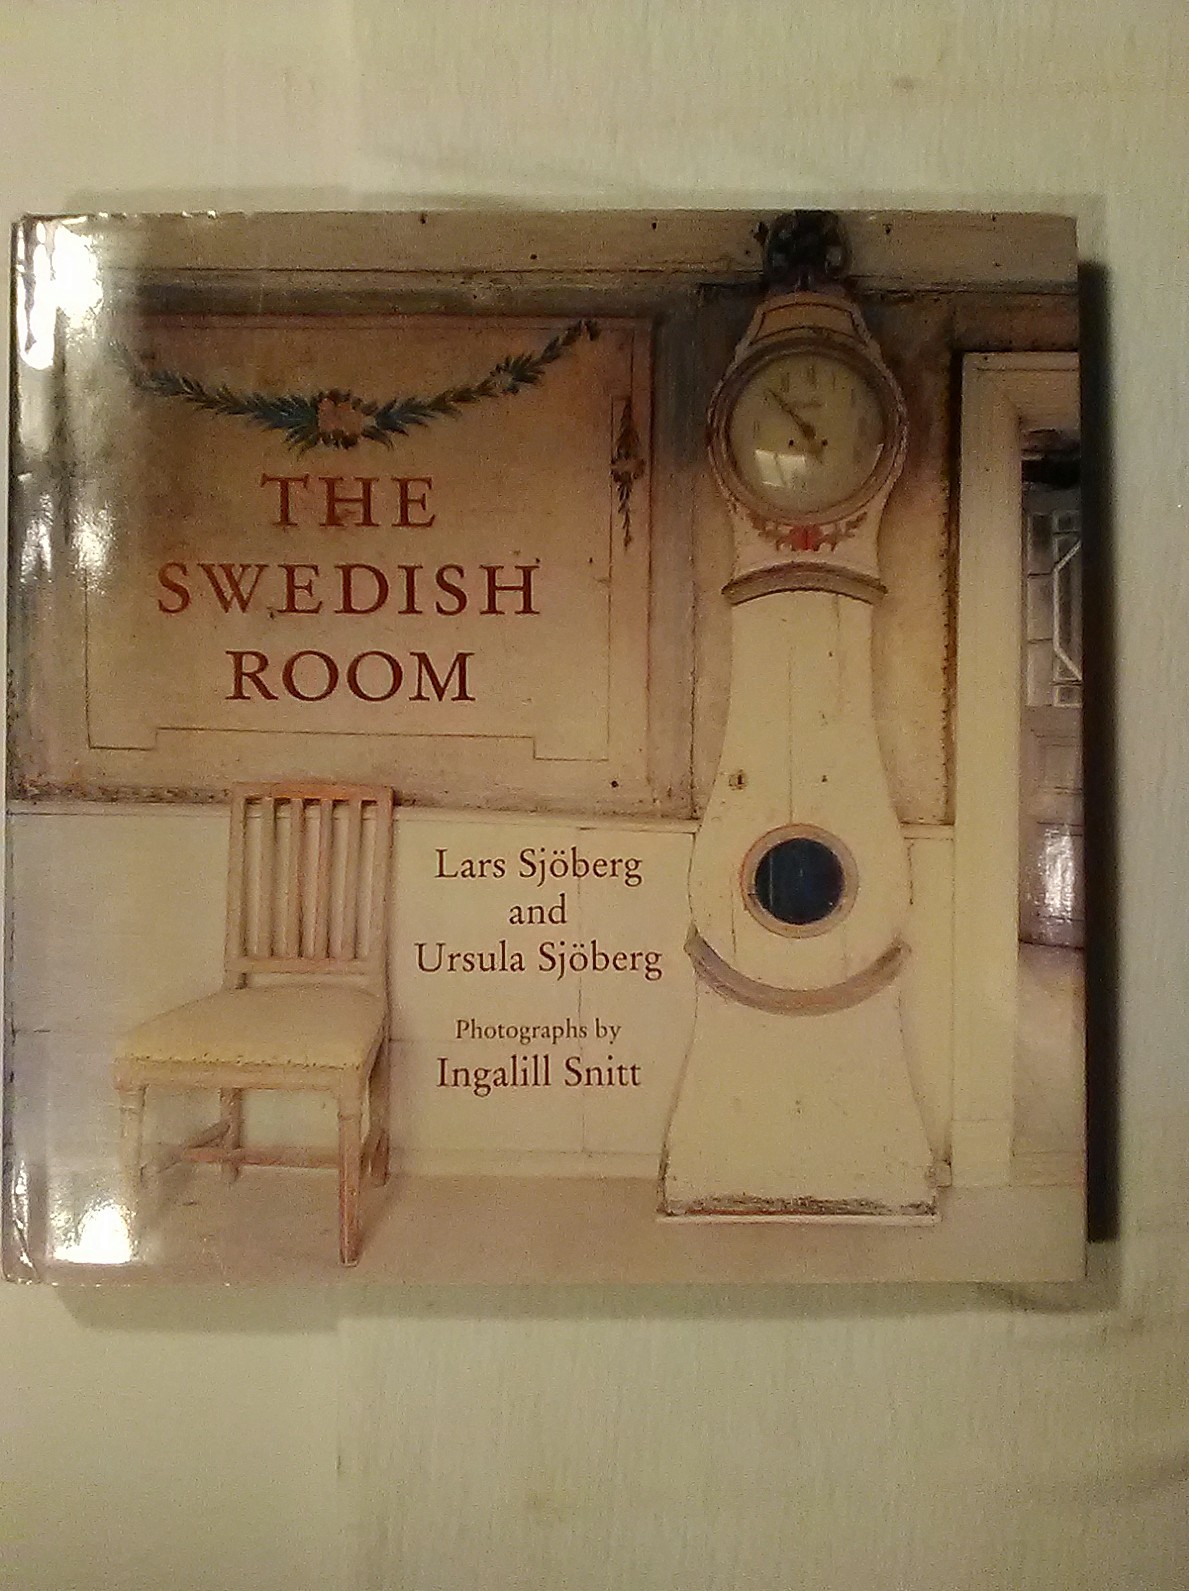 THE
SWEDISH
ROOM
Lars Sjöberg
and
Ursula Sjöberg
Photographs by
Ingalill Snitt